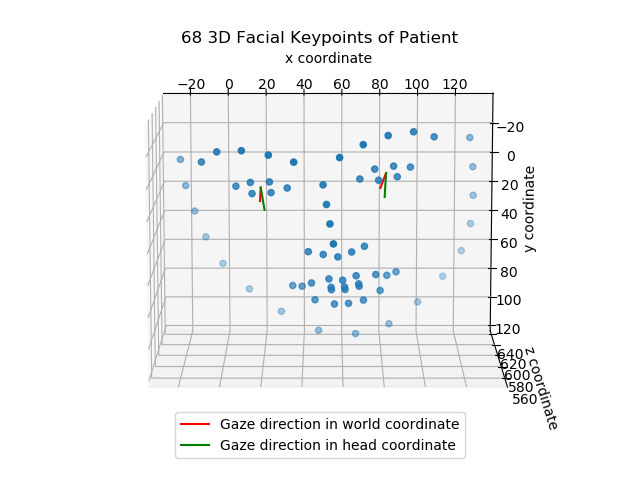 68 3D Facial Keypoints of Patient
x coordinate
−20 0 20 40 60 80 100 120
−20
0
20
40
60
80
100
120
y coordinate
640
620
600
580
560
z coordinate
Gaze direction in world coordinate
Gaze direction in head coordinate